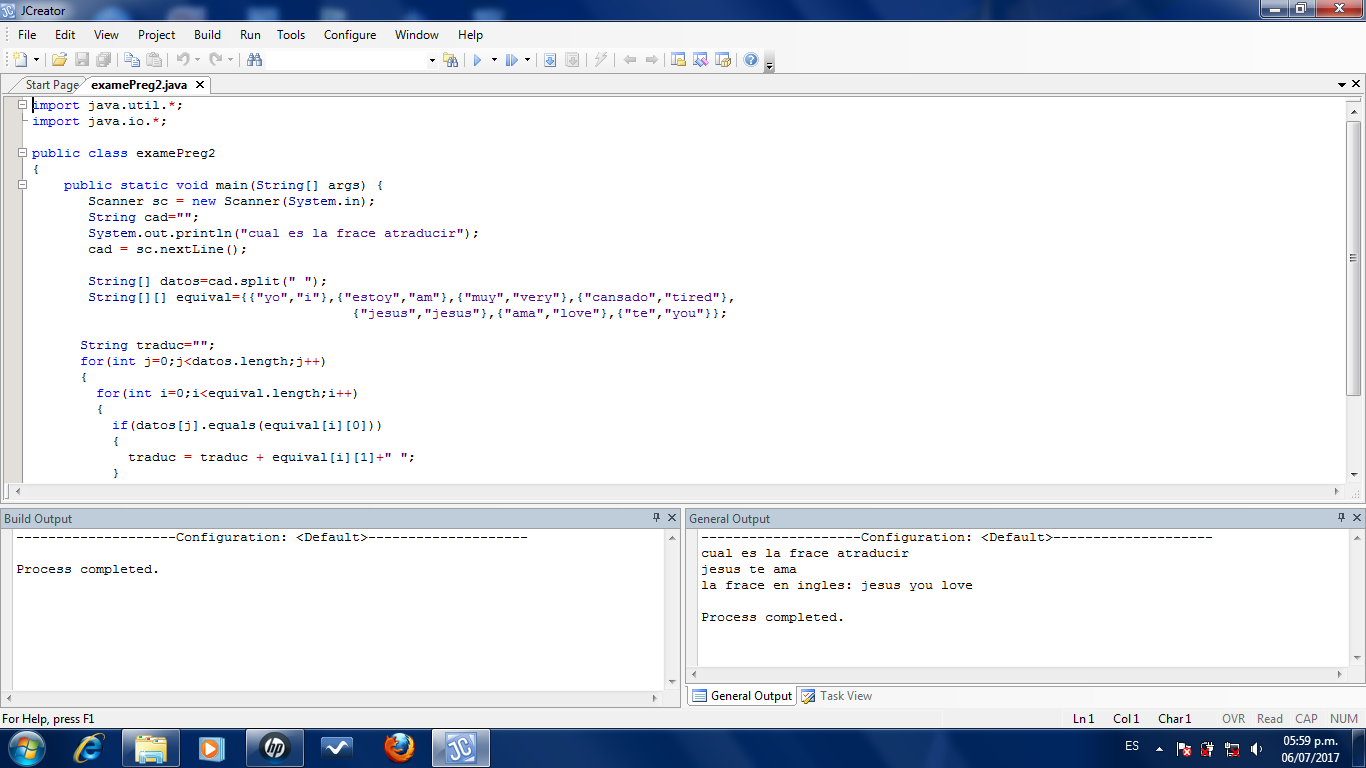 JCreator
File Edit View Project Build Run Tools Configure Window Help
Start Page examePreg2.java
import java.util.*;
import java.io.*;
public class examePreg2
{
public static void main(String[] args) {
Scanner sc = new Scanner(System.in);
String cad="";
System.out.println("cual es la frace atraducir");
cad = sc.nextLine();
String[] datos=cad.split(" ");
String[][] equival={{"yo","i"},{"estoy","am"},{"muy","very"},{"cansado","tired"},
{"jesus","jesus"},{"ama","love"},{"te","you"}};
String traduc="";
for(int j=0;j<datos.length;j++)
{
for(int i=0;i<equival.length;i++)
{
if(datos[j].equals(equival[i][0]))
{
traduc = traduc + equival[i][1]+" ";
}
Build Output
--------------------Configuration: <Default>--------------------
Process completed.
General Output
--------------------Configuration: <Default>--------------------
cual es la frace atraducir
jesus te ama
la frace en ingles: jesus you love
Process completed.
General Output Task View
For Help, press F1
Ln 1 Col 1 Char 1 OVR Read CAP NUM
hp JC
ES
05:59 p.m.
06/07/2017